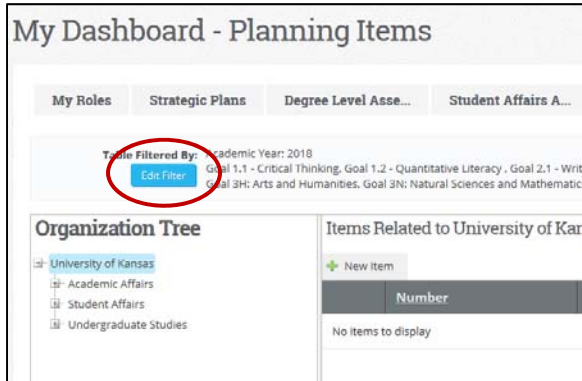 My Dashboard - Planning Items
My Roles Strategic Plans Degree Level Asse... Student Affairs A...
Table Filtered By: Academic Year: 2018
Edit Filter Goal 1.1 - Critical Thinking, Goal 1.2 - Quantitative Literacy , Goal 2.1 - Writ
Goal 3H: Arts and Humanities, Goal 3N: Natural Sciences and Mathematic
Organization Tree
University of Kansas
Academic Affairs
Student Affairs
Undergraduate Studies
Items Related to University of Kan
New Item
Number
No items to display